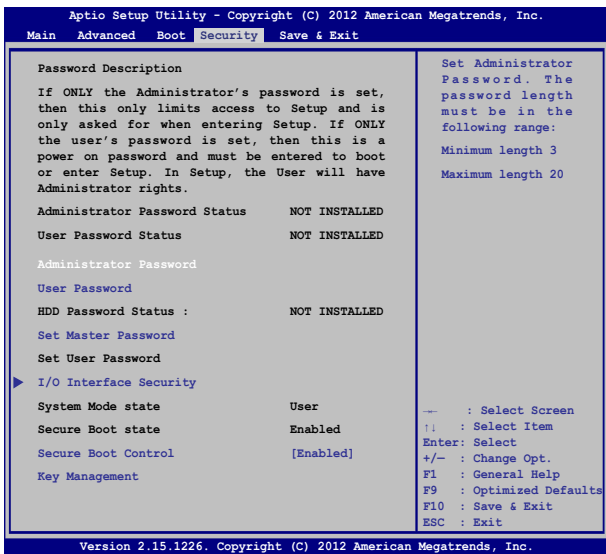 Aptio Setup Utility - Copyright (C) 2012 American Megatrends, Inc.
Main Advanced Boot Security Save & Exit
Password Description
If ONLY the Administrator's password is set,
then this only limits access to Setup and is
only asked for when entering Setup. If ONLY
the user's password is set, then this is a
power on password and must be entered to boot
or enter Setup. In Setup, the User will have
Administrator rights.
Administrator Password Status NOT INSTALLED
User Password Status NOT INSTALLED
Administrator Password
User Password
HDD Password Status : NOT INSTALLED
Set Master Password
Set User Password
I/O Interface Security
System Mode state User
Secure Boot state Enabled
Secure Boot Control [Enabled]
Key Management
Set Administrator
Password. The
password length
must be in the
following range:
Minimum length 3
Maximum length 20
→← : Select Screen
↑↓ : Select Item
Enter: Select
+/— : Change Opt.
F1 : General Help
F9 : Optimized Defaults
F10 : Save & Exit
ESC : Exit
Version 2.15.1226. Copyright (C) 2012 American Megatrends, Inc.